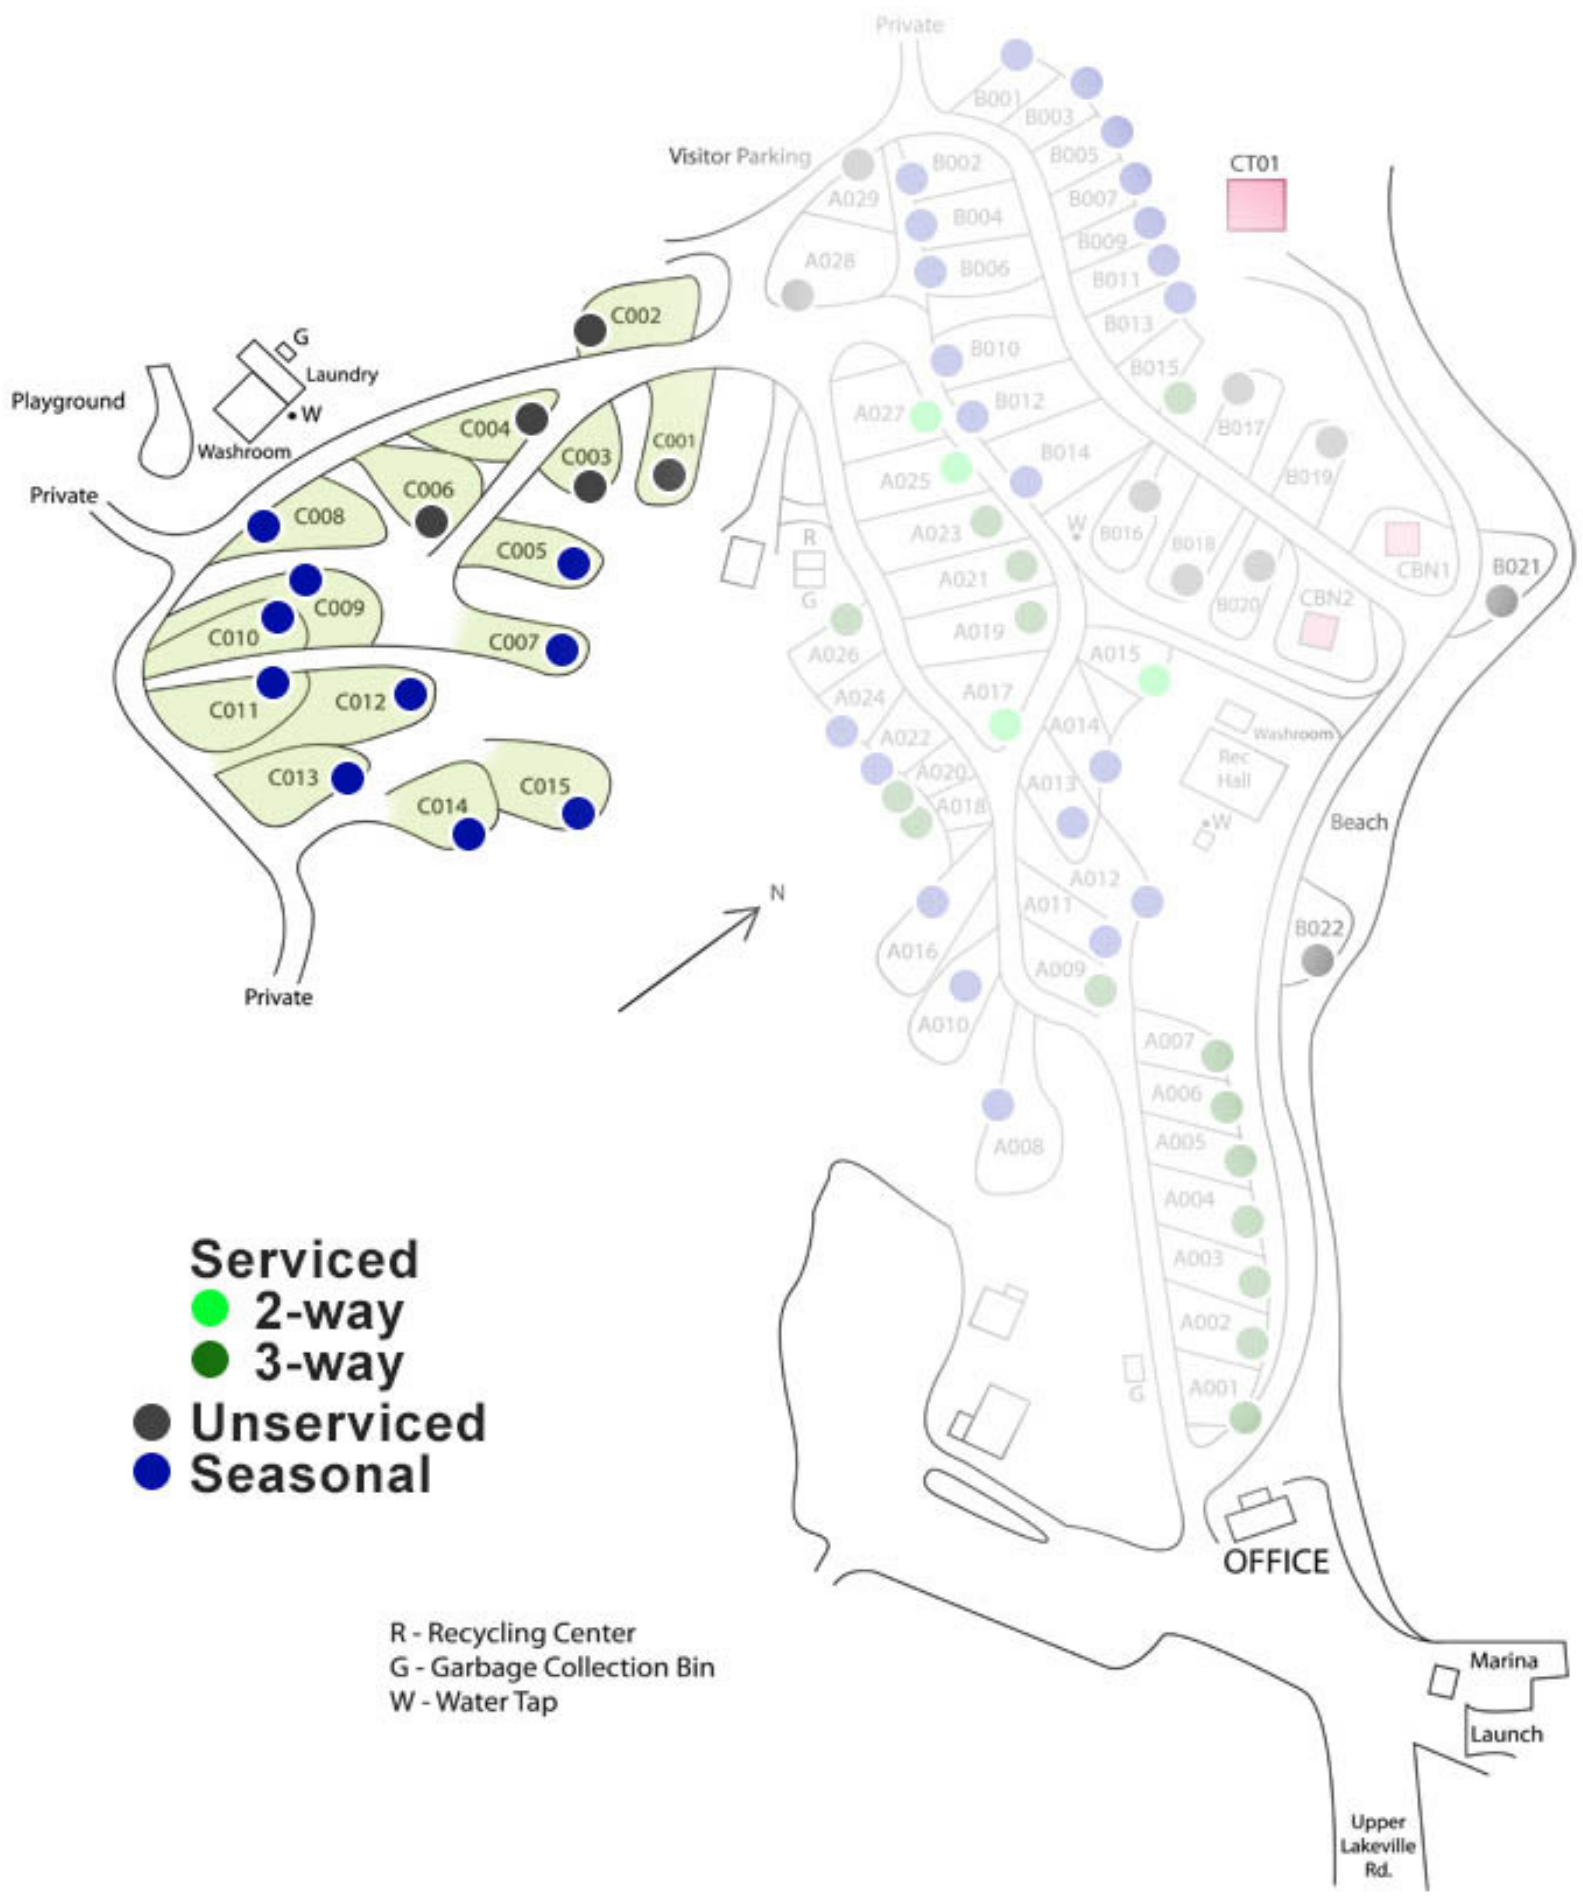 Private
B001
B003
Visitor Parking
B002
B005
CT01
A029
B007
B004
B009
A028
B006
B011
C002
B013
G
B010
Laundry
B015
Playground
W
A027
B012
C004
B017
C001
Washroom
C003
B014
B019
C006
A025
Private
C008
W
B016
A023
R
B018
C005
B021
CBN1
A021
G
CBN2
C009
B020
C010
A019
C007
A026
A015
C012
A024
A017
C011
A014
Washroom
A022
Rec
Hall
C013
A020
A013
C015
C014
A018
W
Beach
A012
N
A011
B022
A016
A009
Private
A010
A007
A006
A005
A008
A004
Serviced
2-way
3-way
Unserviced
Seasonal
A003
A002
A001
G
OFFICE
R - Recycling Center
G - Garbage Collection Bin
W - Water Tap
Marina
Launch
Upper
Lakeville
Rd.